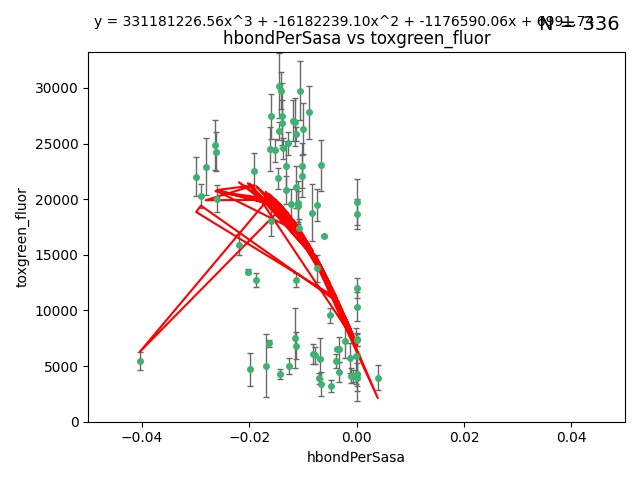 y = 331181226.56x^3 + -16182239.10x^2 + -1176590.06x + 6991.74
N = 336
hbondPerSasa vs toxgreen_fluor
30000
25000
20000
15000
10000
5000
0
toxgreen_fluor
−0.04 −0.02 0.00 0.02 0.04
hbondPerSasa